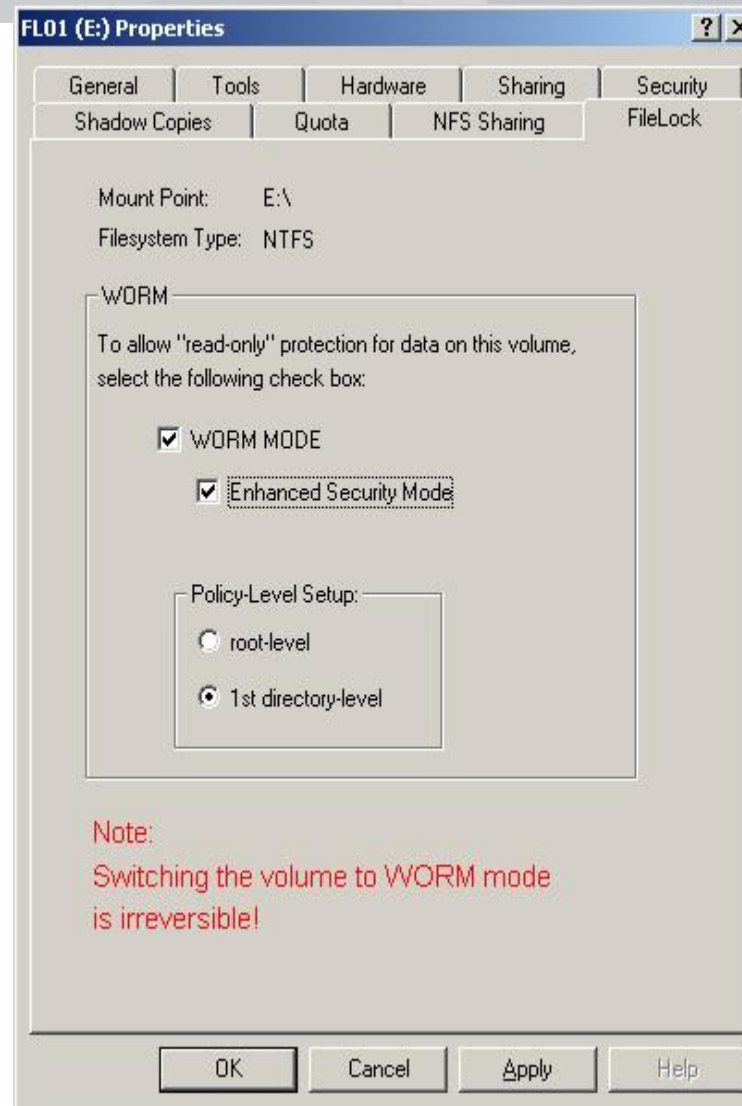 FL01 (E:) Properties
General Tools Hardware Sharing Security
Shadow Copies Quota NFS Sharing FileLock
Mount Point: E:\
Filesystem Type: NTFS
WORM
To allow "read-only" protection for data on this volume,
select the following check box:
WORM MODE
Enhanced Security Mode
Policy-Level Setup:
root-level
1st directory-level
Note:
Switching the volume to WORM mode
is irreversible!
OK Cancel Apply Help